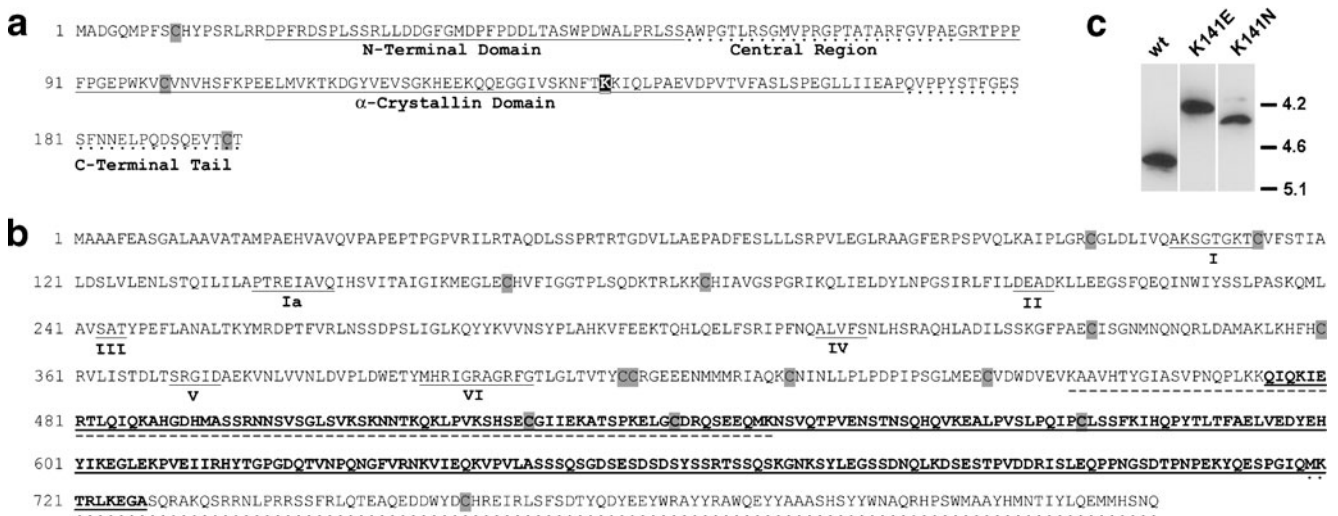 a
1 MADGQMPFSCHYPSRLRRDPFRDSPLSSRLLDDGFGMDPFPDDLTASWPDWALPRLSSAWPGTLRSGMVPRGPTATARFGVPAEGRTPPP
N-Terminal Domain Central Region
91 FPGEPWKVCVNVHSFKPEELMVKTKDGYVEVSGKHEEKQQEGGIVSKNFTKKIQLPAEVDPVTVFASLSPEGLLIIEAPQVPPYSTFGES
α-Crystallin Domain
181 SFNNELPQDSQEVTCT
C-Terminal Tail
c
wt K141E K141N
4.2
4.6
5.1
b
1 MAAAFEASGALAAVATAMPAEHVAVQVPAPEPTPGPVRILRTAQDLSSPRTRTGDVLLAEPADFESLLLSRPVLEGLRAAGFERPSPVQLKAIPLGRCGLDLIVQAKSGTGKTCVFSTIA
I
121 LDSLVLENLSTQILILAPTREIAVQIHSVITAIGIKMEGLECHVFIGGTPLSQDKTRLKKCHIAVGSPGRIKQLIELDYLNPGSIRLFILDEADKLLEEGSFQEQINWIYSSLPASKQML
Ia II
241 AVSATYPEFLANALTKYMRDPTFVRLNSSDPSLIGLKQYYKVVNSYPLAHKVFEEKTQHLQELFSRIPFNQALVFSNLHSRAQHLADILSSKGFPAECISGNMNQNQRLDAMAKLKHFHC
III IV
361 RVLISTDLTSRGIDAEKVNLVVNLDVPLDWETYMHRIGRAGRFGTLGLTVTYCCRGEEENMMMRIAQKCNINLLPLPDPIPSGLMEECVDWDVEVKAAVHTYGIASVPNQPLKKQIQKIE
V VI
481 RTLQIQKAHGDHMASSRNNSVSGLSVKSKNNTKQKLPVKSHSECGIIEKATSPKELGCDRQSEEQMKNSVQTPVENSTNSQHQVKEALPVSLPQIPCLSSFKIHQPYTLTFAELVEDYEH
601 YIKEGLEKPVEIIRHYTGPGDQTVNPQNGFVRNKVIEQKVPVLASSSQSGDSESDSDSYSSRTSSQSKGNKSYLEGSSDNQLKDSESTPVDDRISLEQPPNGSDTPNPEKYQESPGIQMK
721 TRLKEGASQRAKQSRRNLPRRSSFRLQTEAQEDDWYDCHREIRLSFSDTYQDYEEYWRAYYRAWQEYYAAASHSYYWNAQRHPSWMAAYHMNTIYLQEMMHSNQ